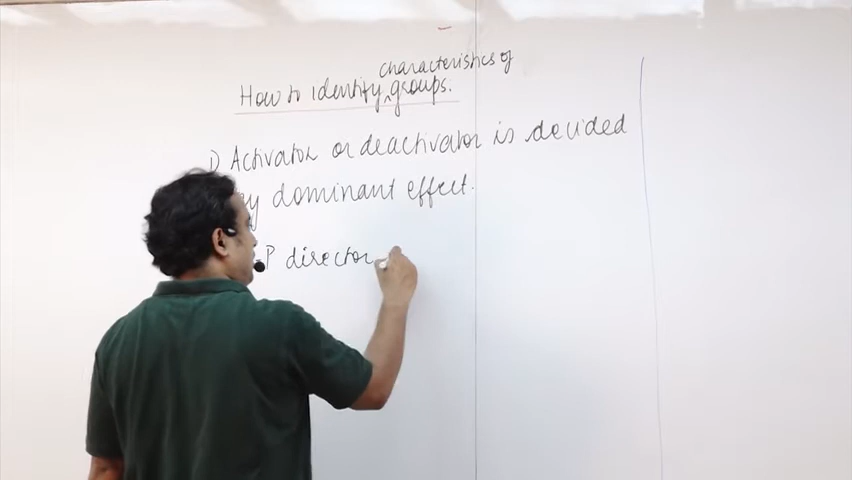 characteristics of
How to identify groups.
1) Activator or deactivator is decided
by dominant effect.
P director